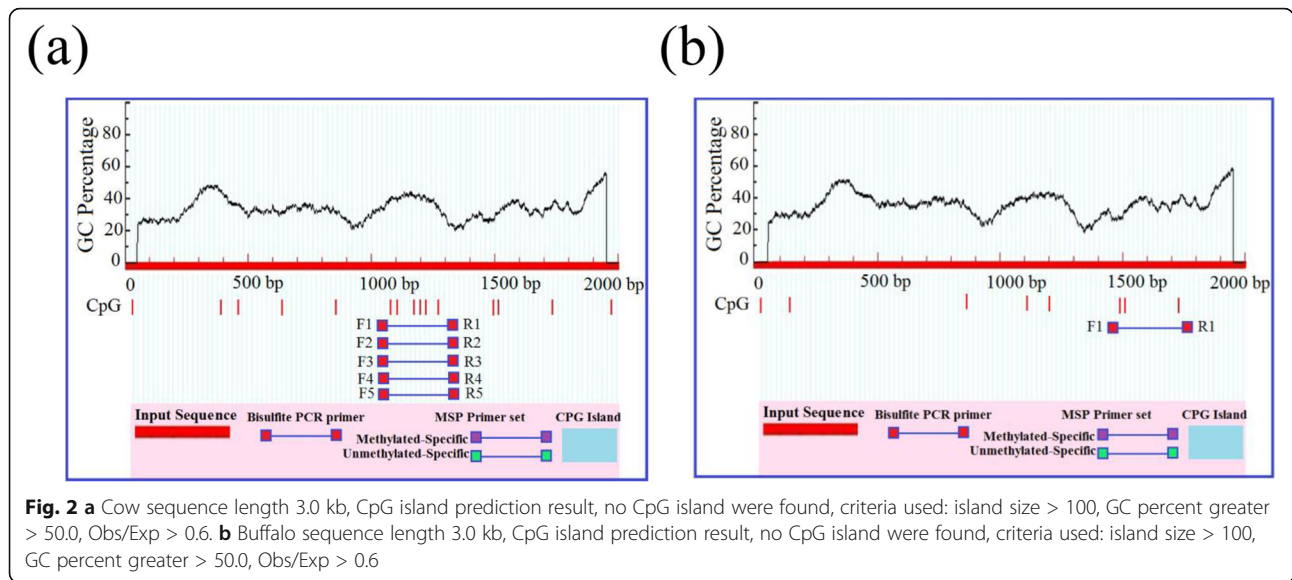 (a)
(b)
GC Percentage
80
60
40
20
0
0 500 bp 1000 bp 1500 bp 2000 bp
CpG
F1 R1
F2 R2
F3 R3
F4 R4
F5 R5
Input Sequence
Bisulfite PCR primer
MSP Primer set
CPG Island
Methylated-Specific
Unmethylated-Specific
GC Percentage
80
60
40
20
0
0 500 bp 1000 bp 1500 bp 2000 bp
CpG
F1 R1
Input Sequence
Bisulfite PCR primer
MSP Primer set
CPG Island
Methylated-Specific
Unmethylated-Specific
Fig. 2 a Cow sequence length 3.0 kb, CpG island prediction result, no CpG island were found, criteria used: island size > 100, GC percent greater
> 50.0, Obs/Exp > 0.6. b Buffalo sequence length 3.0 kb, CpG island prediction result, no CpG island were found, criteria used: island size > 100,
GC percent greater > 50.0, Obs/Exp > 0.6